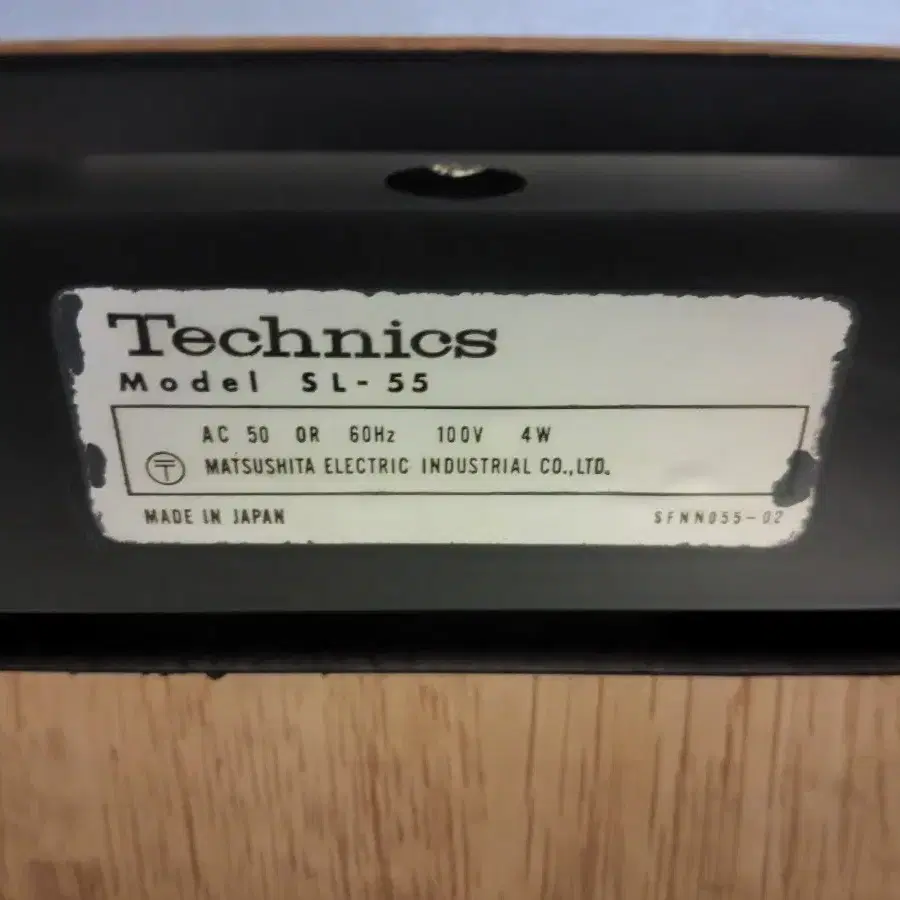 Technics
Model SL-55
AC 50 OR 60Hz 100V 4W
〒 MATSUSHITA ELECTRIC INDUSTRIAL CO.,LTD.
MADE IN JAPAN SFNN055-02